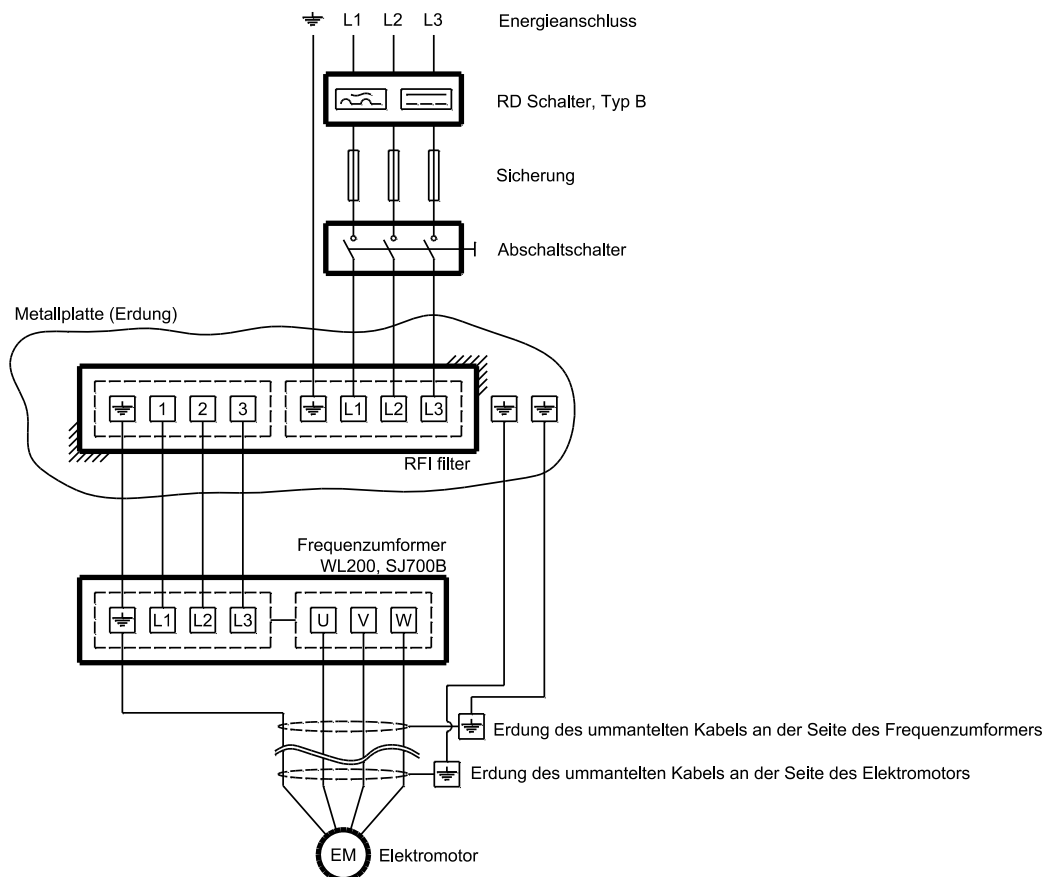 L1 L2 L3 Energieanschluss
RD Schalter, Typ B
Sicherung
Abschaltschalter
Metallplatte (Erdung)
1 2 3 L1 L2 L3
RFI filter
Frequenzumformer
WL200, SJ700B
L1 L2 L3 U V W
Erdung des ummantelten Kabels an der Seite des Frequenzumformers
Erdung des ummantelten Kabels an der Seite des Elektromotors
EM Elektromotor